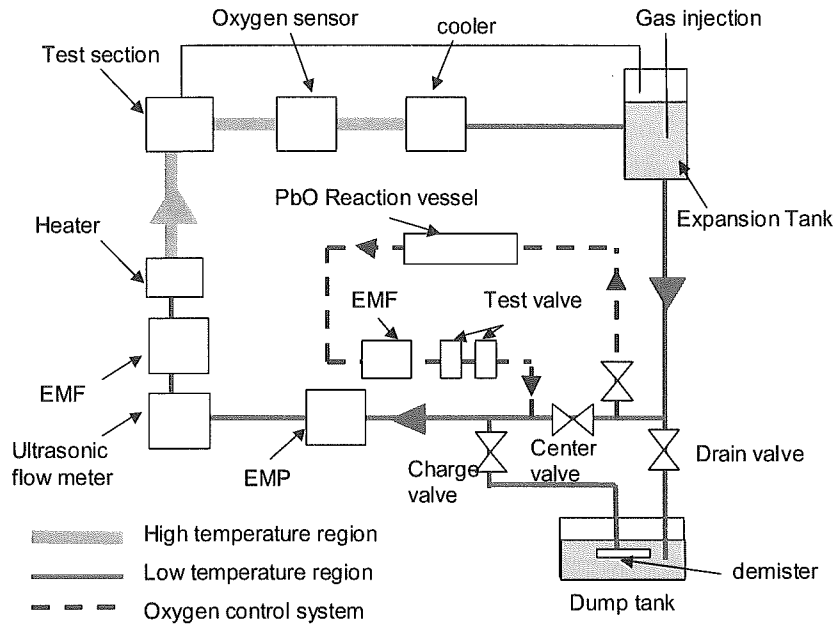 Oxygen sensor
Gas injection
cooler
Test section
PbO Reaction vessel
Expansion Tank
Heater
EMF
Test valve
EMF
Ultrasonic
flow meter
EMP
Charge
valve
Center
valve
Drain valve
High temperature region
Low temperature region
Oxygen control system
demister
Dump tank